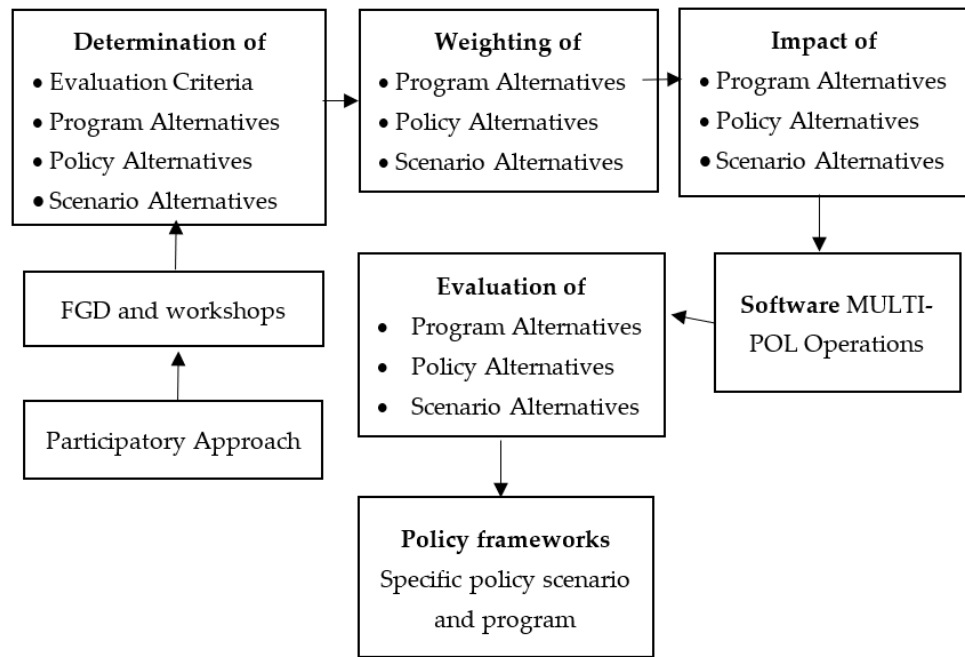 Determination of
• Evaluation Criteria
• Program Alternatives
• Policy Alternatives
• Scenario Alternatives
Weighting of
• Program Alternatives
• Policy Alternatives
• Scenario Alternatives
Impact of
• Program Alternatives
• Policy Alternatives
• Scenario Alternatives
FGD and workshops
Participatory Approach
Evaluation of
• Program Alternatives
• Policy Alternatives
• Scenario Alternatives
Software MULTI-
POL Operations
Policy frameworks
Specific policy scenario
and program